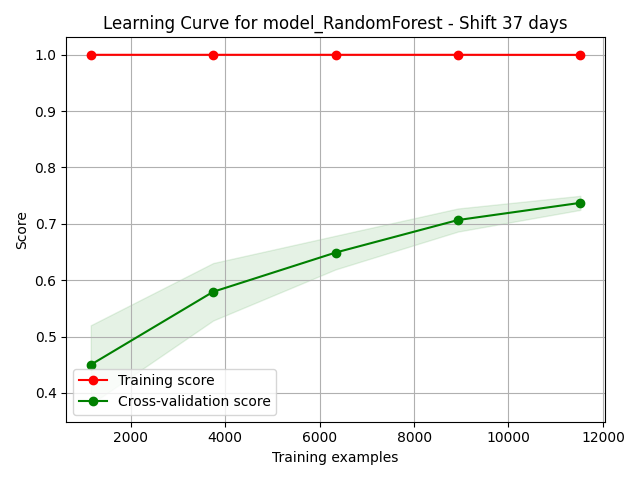 Learning Curve for model_RandomForest - Shift 37 days
Score
1.0
0.9
0.8
0.7
0.6
0.5
0.4
Training score
Cross-validation score
2000 4000 6000 8000 10000 12000
Training examples